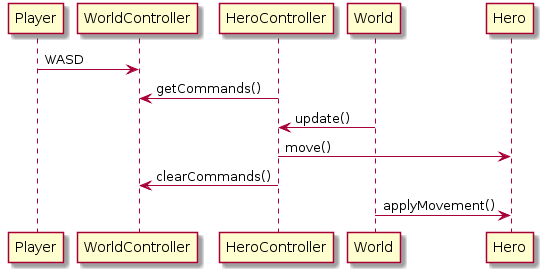 Player WorldController HeroController World Hero
WASD
getCommands()
update()
move()
clearCommands()
applyMovement()
Player WorldController HeroController World Hero